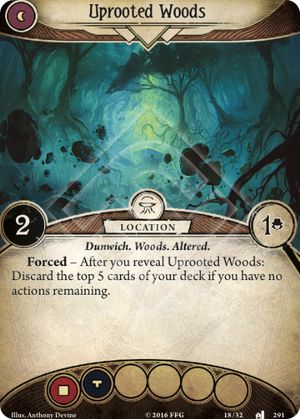 Uprooted Woods
2
LOCATION
1
Dunwich. Woods. Altered.
Forced – After you reveal Uprooted Woods:
Discard the top 5 cards of your deck if you have no
actions remaining.
Illus. Anthony Devine © 2016 FFG 18/32 291